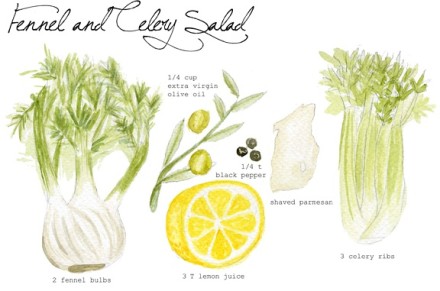 Fennel and Celery Salad
1/4 cup
extra virgin
olive oil
1/4 t
black pepper
shaved parmesan
3 celery ribs
3 T lemon juice
2 fennel bulbs